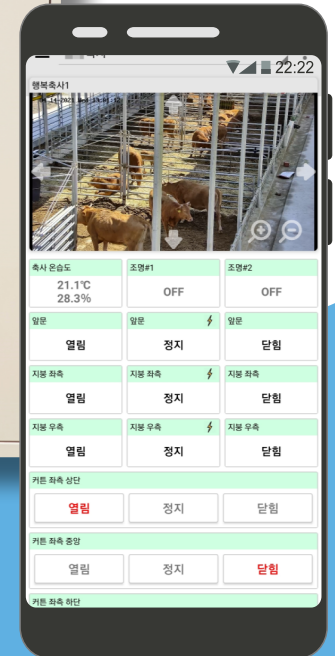 22:22
행복축사1
축사 온습도
조명#1
조명#2
21.1℃
28.3%
OFF
OFF
앞문
앞문
앞문
열림
정지
닫힘
지붕 좌측
지붕 좌측
지붕 좌측
열림
정지
닫힘
지붕 우측
지붕 우측
지붕 우측
열림
정지
닫힘
커튼 좌측 상단
열림
정지
닫힘
커튼 좌측 중앙
열림
정지
닫힘
커튼 좌측 하단